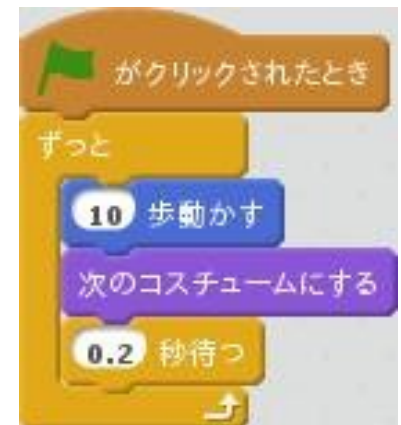 がクリックされたとき
ずっと
10 歩動かす
次のコスチュームにする
0.2 秒待つ